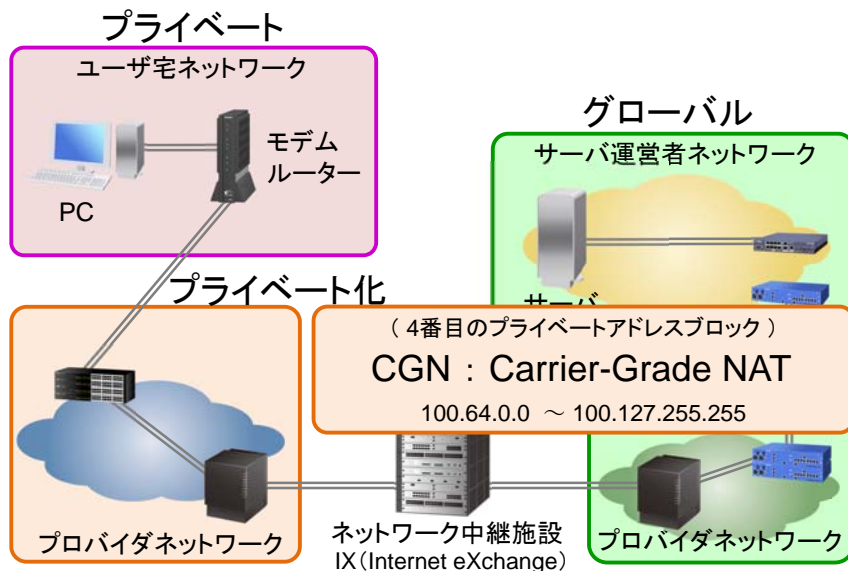 プライベート
ユーザ宅ネットワーク
モデム
ルーター
PC
グローバル
サーバ運営者ネットワーク
サーバ
プライベート化
( 4番目のプライベートアドレスブロック )
CGN : Carrier-Grade NAT
100.64.0.0 ～ 100.127.255.255
プロバイダネットワーク
ネットワーク中継施設
IX(Internet eXchange)
プロバイダネットワーク